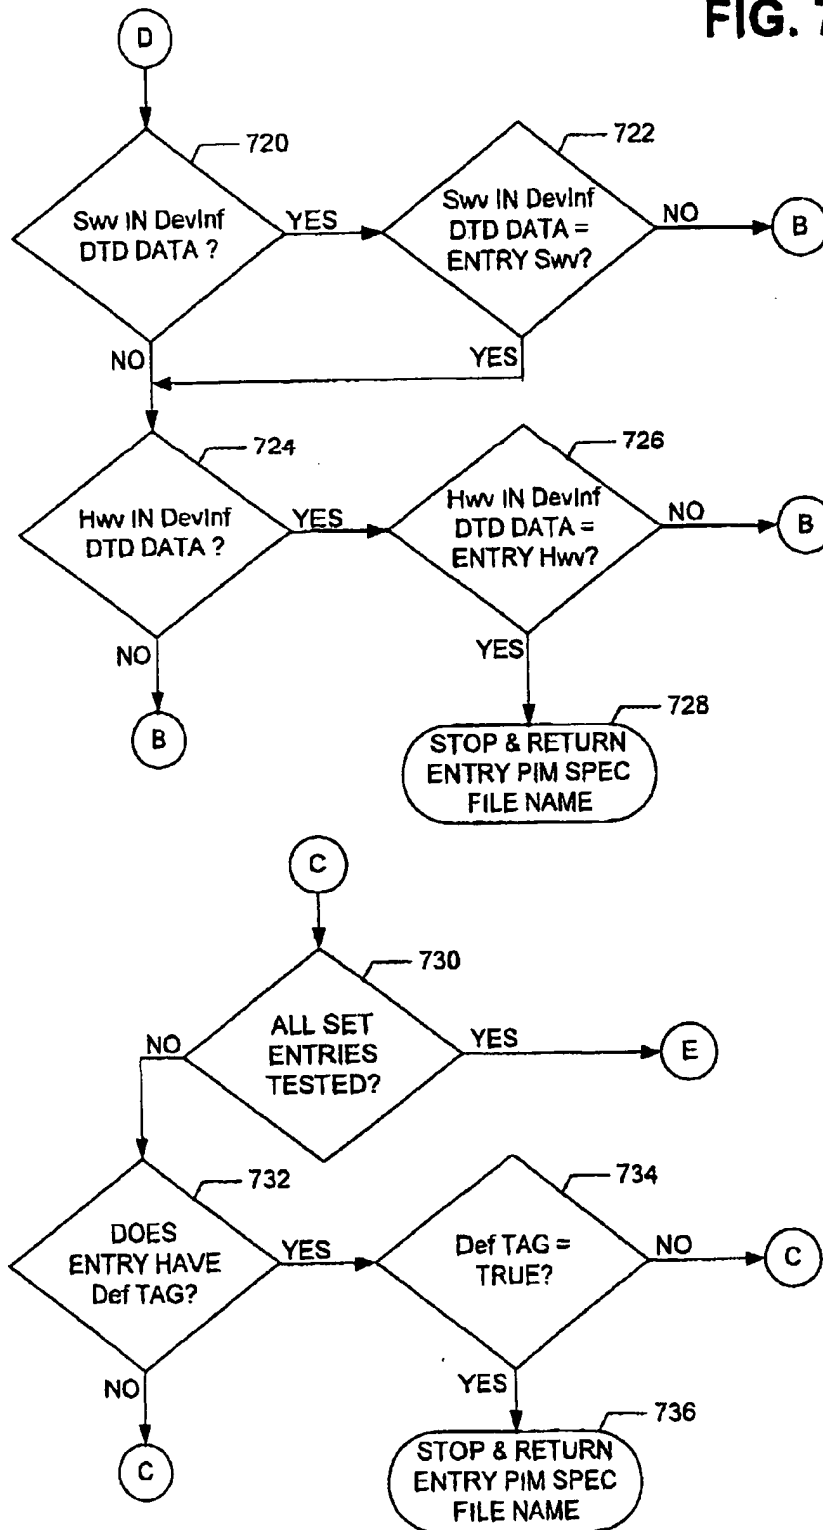 FIG. 7
D
720
722
Swv IN DevInf
DTD DATA ?
YES
Swv IN DevInf
DTD DATA =
ENTRY Swv?
NO
B
NO
YES
724
726
Hwv IN DevInf
DTD DATA ?
YES
Hwv IN DevInf
DTD DATA =
ENTRY Hwv?
NO
B
NO
YES
B
728
STOP & RETURN
ENTRY PIM SPEC
FILE NAME
C
730
ALL SET
ENTRIES
TESTED?
NO
YES
E
732
734
DOES
ENTRY HAVE
Def TAG?
YES
Def TAG =
TRUE?
NO
C
NO
YES
C
736
STOP & RETURN
ENTRY PIM SPEC
FILE NAME